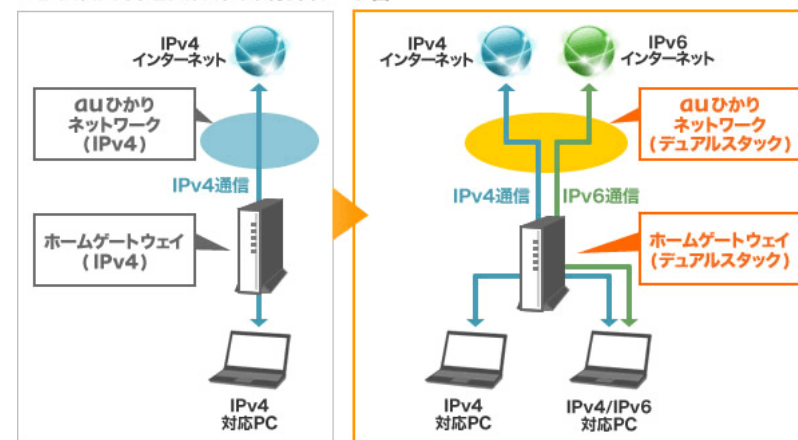 IPv4
インターネット
auひかり
ネットワーク
(IPv4)
IPv4通信
ホームゲートウェイ
(IPv4)
IPv4
対応PC
IPv4
インターネット
IPv6
インターネット
auひかり
ネットワーク
(デュアルスタック)
IPv4通信
IPv6通信
ホームゲートウェイ
(デュアルスタック)
IPv4
対応PC
IPv4/IPv6
対応PC